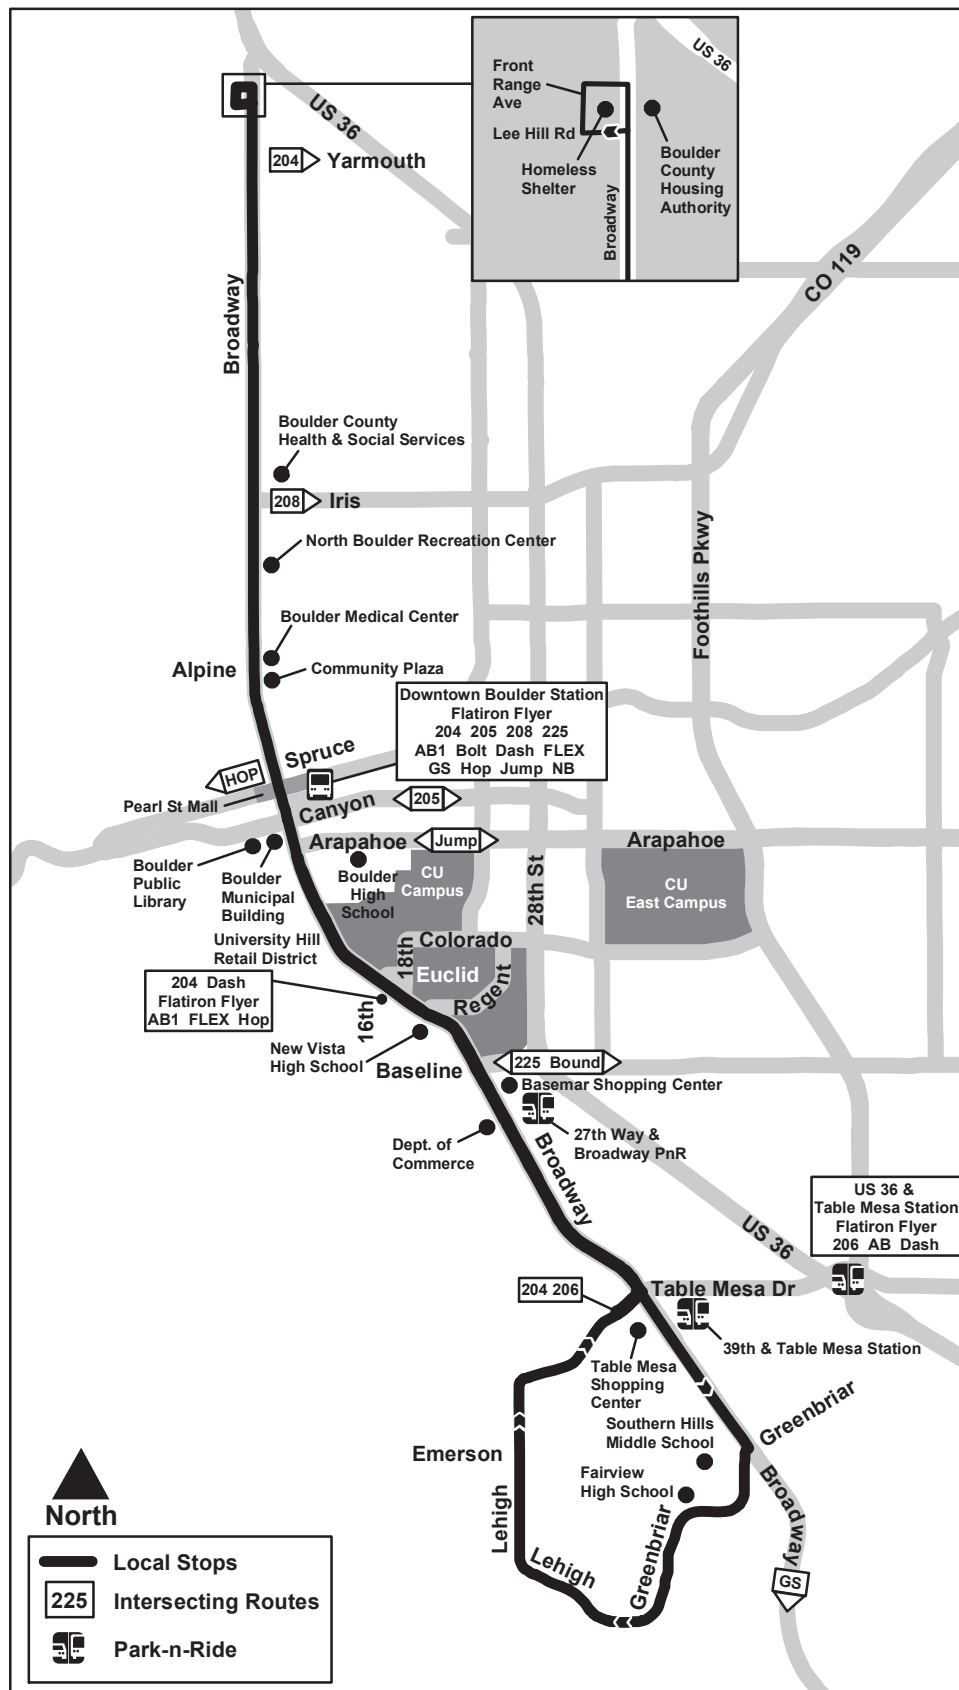 US 36
Front
Range
Ave
Lee Hill Rd
Homeless
Shelter
Broadway
Boulder
County
Housing
Authority
US 36
204
Yarmouth
Broadway
CO 119
Boulder County
Health & Social Services
208
Iris
North Boulder Recreation Center
Foothills Pkwy
Boulder Medical Center
Alpine
Community Plaza
Downtown Boulder Station
Flatiron Flyer
204 205 208 225
AB1 Bolt Dash FLEX
GS Hop Jump NB
Spruce
HOP
Pearl St Mall
Canyon
205
Arapahoe
Jump
Arapahoe
Boulder
Public
Library
Boulder
Municipal
Building
Boulder
High
School
CU
Campus
28th St
CU
East Campus
University Hill
Retail District
18th
Colorado
Euclid
Regent
204 Dash
Flatiron Flyer
AB1 FLEX Hop
16th
New Vista
High School
Baseline
225 Bound
Basemar Shopping Center
27th Way &
Broadway PnR
Dept. of
Commerce
Broadway
US 36
US 36 &
Table Mesa Station
Flatiron Flyer
206 AB Dash
204 206
Table Mesa Dr
39th & Table Mesa Station
Table Mesa
Shopping
Center
Southern Hills
Middle School
Greenbriar
Emerson
Fairview
High School
Broadway
Lehigh
Lehigh
Greenbriar
GS
North
Local Stops
225
Intersecting Routes
Park-n-Ride